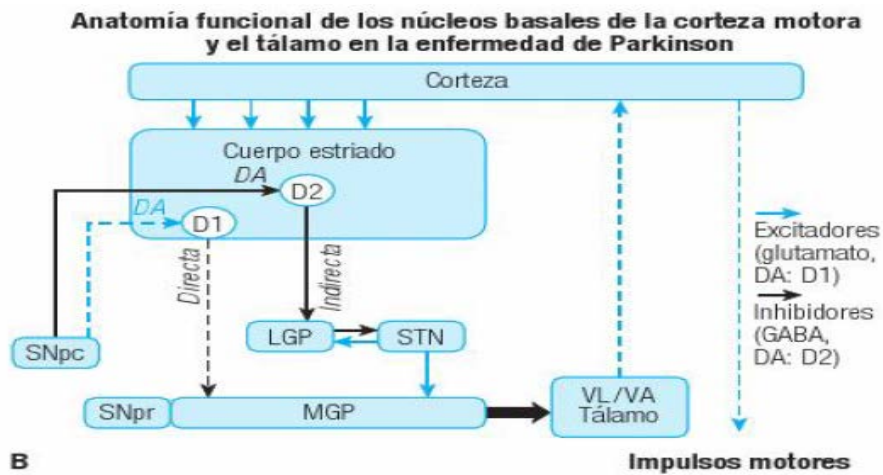 Anatomía funcional de los núcleos basales de la corteza motora
y el tálamo en la enfermedad de Parkinson
Corteza
Cuerpo estriado
DA
D2
DA
D1
Directa
Indirecta
Excitadores
(glutamato,
DA: D1)
Inhibidores
(GABA,
DA: D2)
SNpc
LGP
STN
SNpr
MGP
VL/VA
Tálamo
B
Impulsos motores